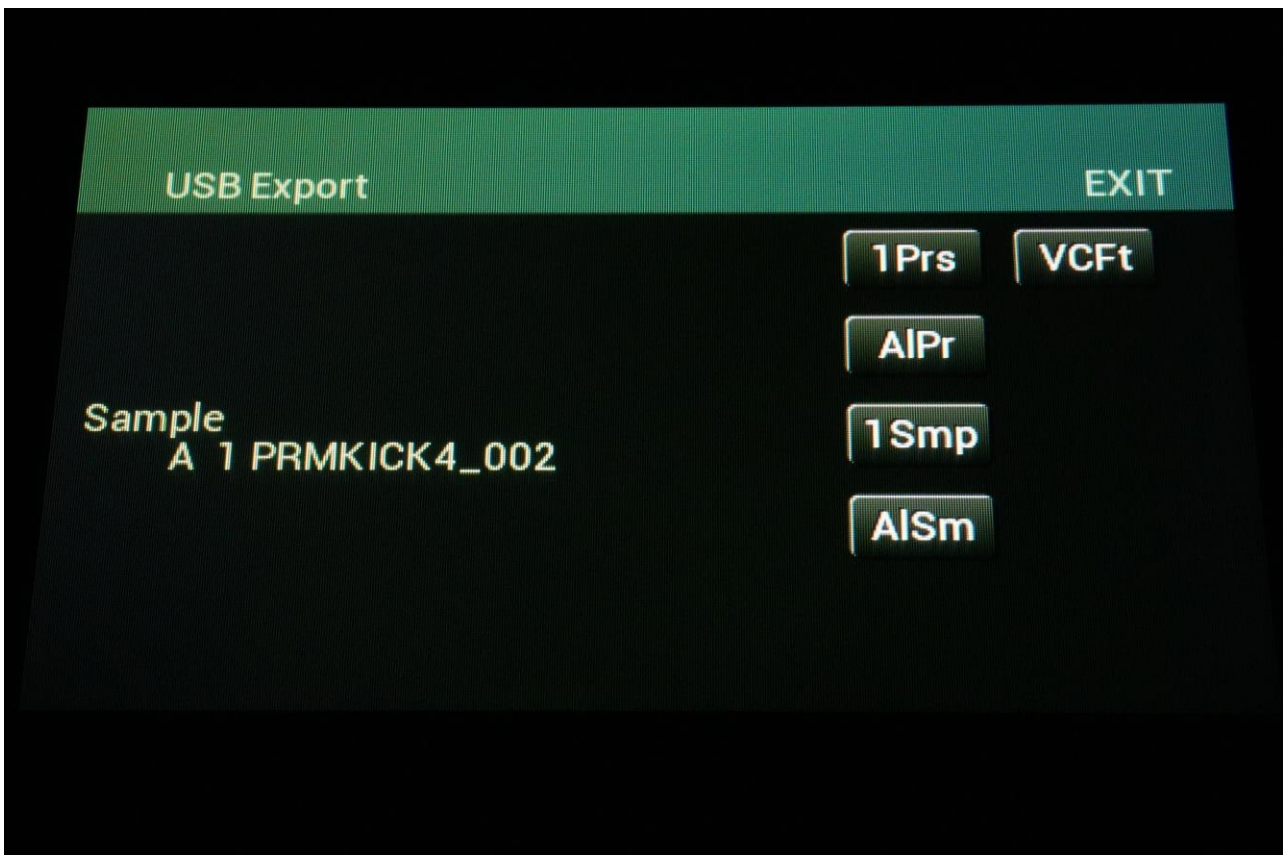 USB Export
EXIT
1Prs
VCFt
AlPr
Sample
A 1 PRMKICK4_002
1Smp
AlSm